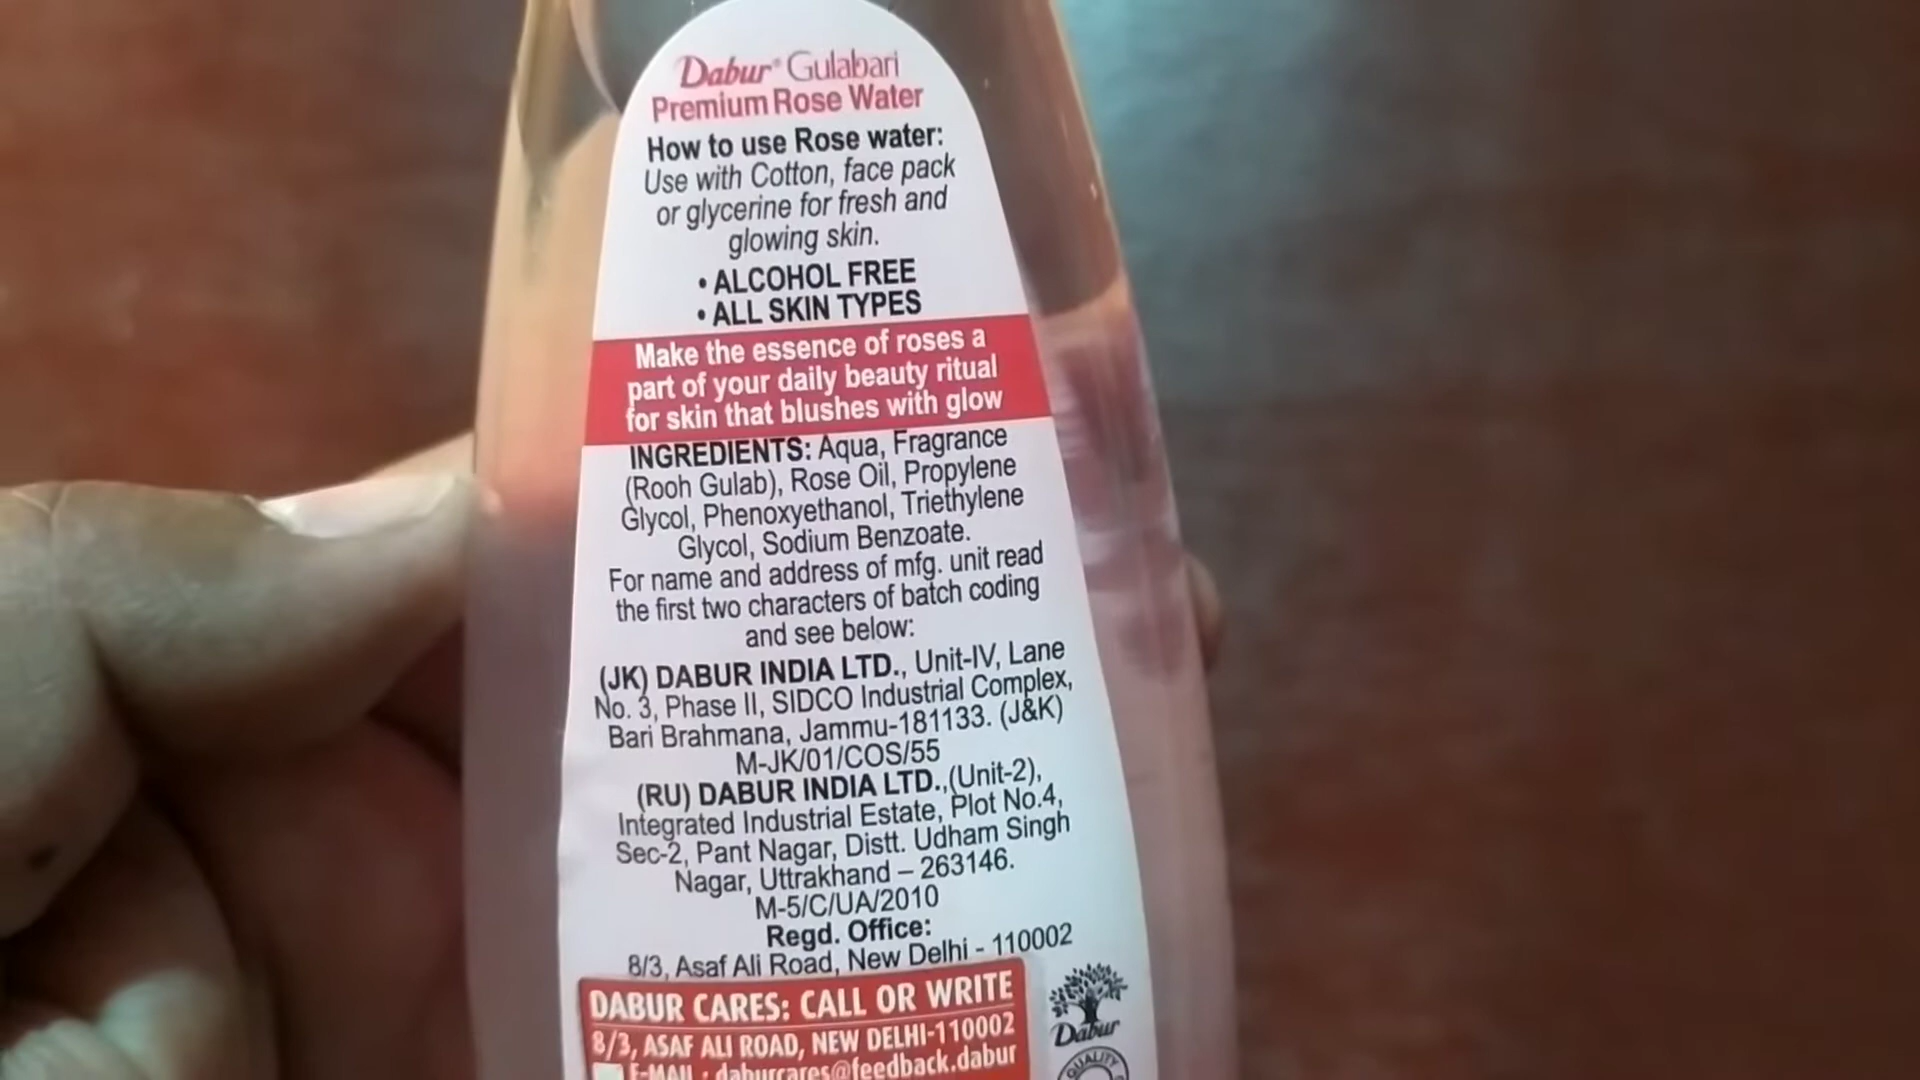 Dabur® Gulabari
Premium Rose Water
How to use Rose water:
Use with Cotton, face pack
or glycerine for fresh and
glowing skin.
• ALCOHOL FREE
• ALL SKIN TYPES
Make the essence of roses a
part of your daily beauty ritual
for skin that blushes with glow
INGREDIENTS: Aqua, Fragrance
(Rooh Gulab), Rose Oil, Propylene
Glycol, Phenoxyethanol, Triethylene
Glycol, Sodium Benzoate.
For name and address of mfg. unit read
the first two characters of batch coding
and see below:
(JK) DABUR INDIA LTD., Unit-IV, Lane
No. 3, Phase II, SIDCO Industrial Complex,
Bari Brahmana, Jammu-181133. (J&K)
M-JK/01/COS/55
(RU) DABUR INDIA LTD.,(Unit-2),
Integrated Industrial Estate, Plot No.4,
Sec-2, Pant Nagar, Distt. Udham Singh
Nagar, Uttrakhand – 263146.
M-5/C/UA/2010
Regd. Office:
8/3, Asaf Ali Road, New Delhi - 110002
DABUR CARES: CALL OR WRITE
8/3, ASAF ALI ROAD, NEW DELHI-110002
E-MAIL : daburcares@feedback.dabur
Dabur
QUALITY